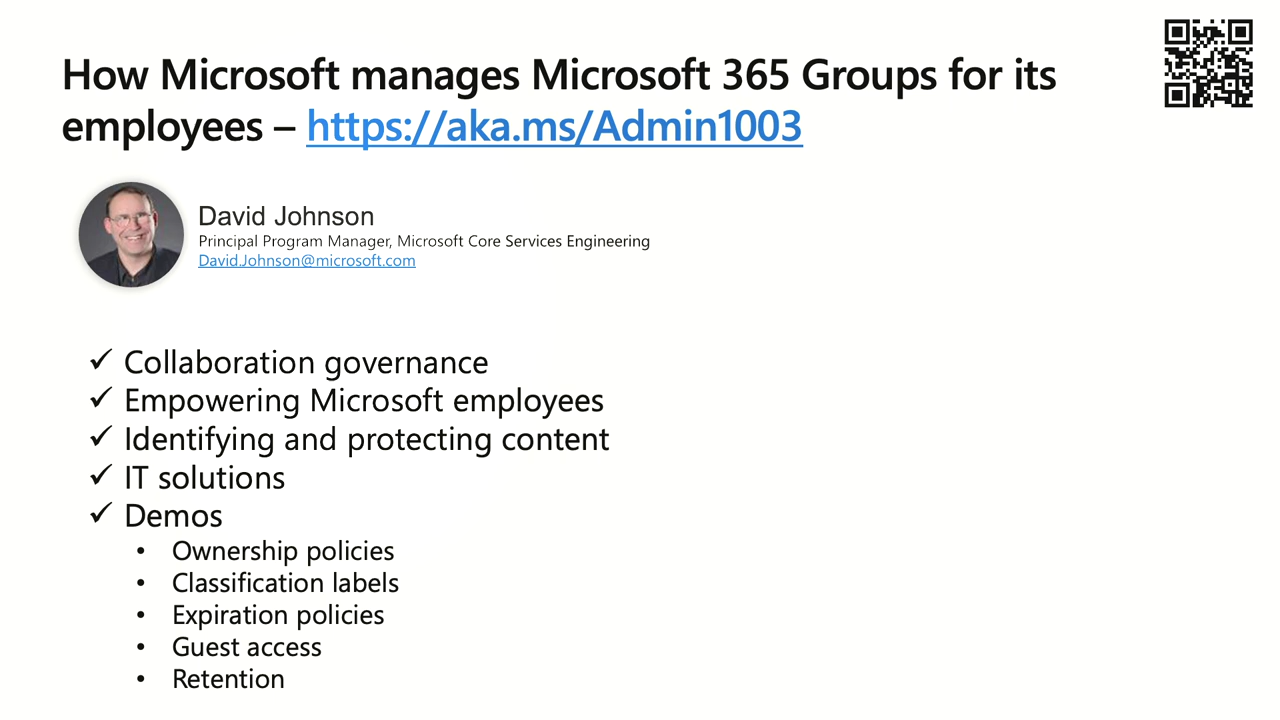 How Microsoft manages Microsoft 365 Groups for its
employees – https://aka.ms/Admin1003
David Johnson
Principal Program Manager, Microsoft Core Services Engineering
David.Johnson@microsoft.com
✓ Collaboration governance
✓ Empowering Microsoft employees
✓ Identifying and protecting content
✓ IT solutions
✓ Demos
• Ownership policies
• Classification labels
• Expiration policies
• Guest access
• Retention